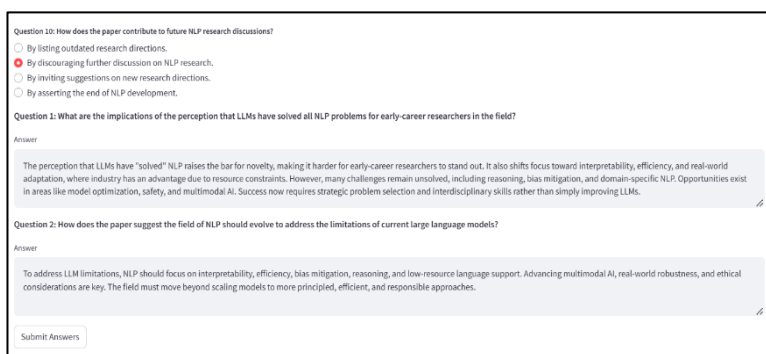 Question 10: How does the paper contribute to future NLP research discussions?
By listing outdated research directions.
By discouraging further discussion on NLP research.
By inviting suggestions on new research directions.
By asserting the end of NLP development.
Question 1: What are the implications of the perception that LLMs have solved all NLP problems for early-career researchers in the field?
Answer
The perception that LLMs have "solved" NLP raises the bar for novelty, making it harder for early-career researchers to stand out. It also shifts focus toward interpretability, efficiency, and real-world
adaptation, where industry has an advantage due to resource constraints. However, many challenges remain unsolved, including reasoning, bias mitigation, and domain-specific NLP. Opportunities exist
in areas like model optimization, safety, and multimodal AI. Success now requires strategic problem selection and interdisciplinary skills rather than simply improving LLMs.
Question 2: How does the paper suggest the field of NLP should evolve to address the limitations of current large language models?
Answer
To address LLM limitations, NLP should focus on interpretability, efficiency, bias mitigation, reasoning, and low-resource language support. Advancing multimodal AI, real-world robustness, and ethical
considerations are key. The field must move beyond scaling models to more principled, efficient, and responsible approaches.
Submit Answers